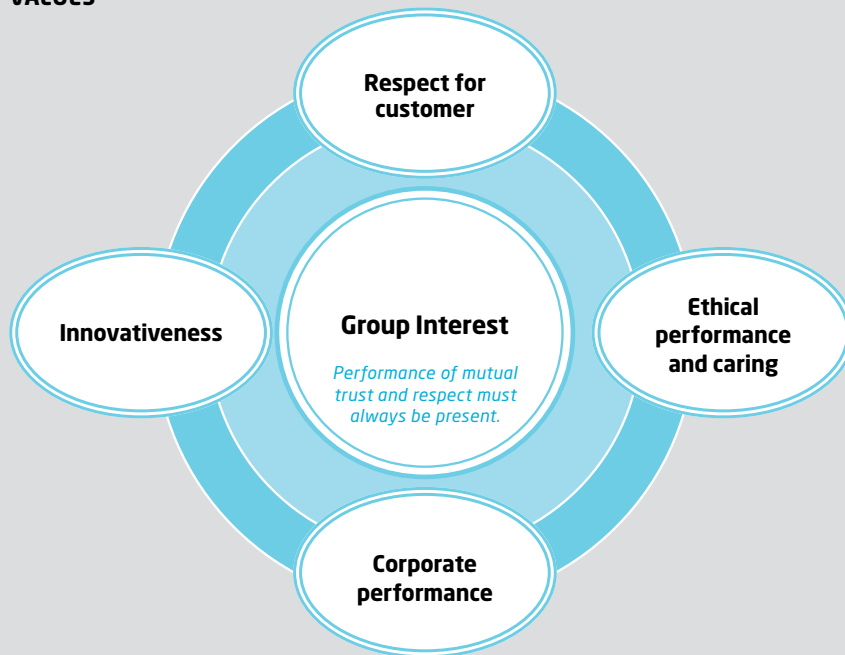 VALUES
Respect for
customer
Innovativeness
Group Interest
Performance of mutual
trust and respect must
always be present.
Ethical
performance
and caring
Corporate
performance